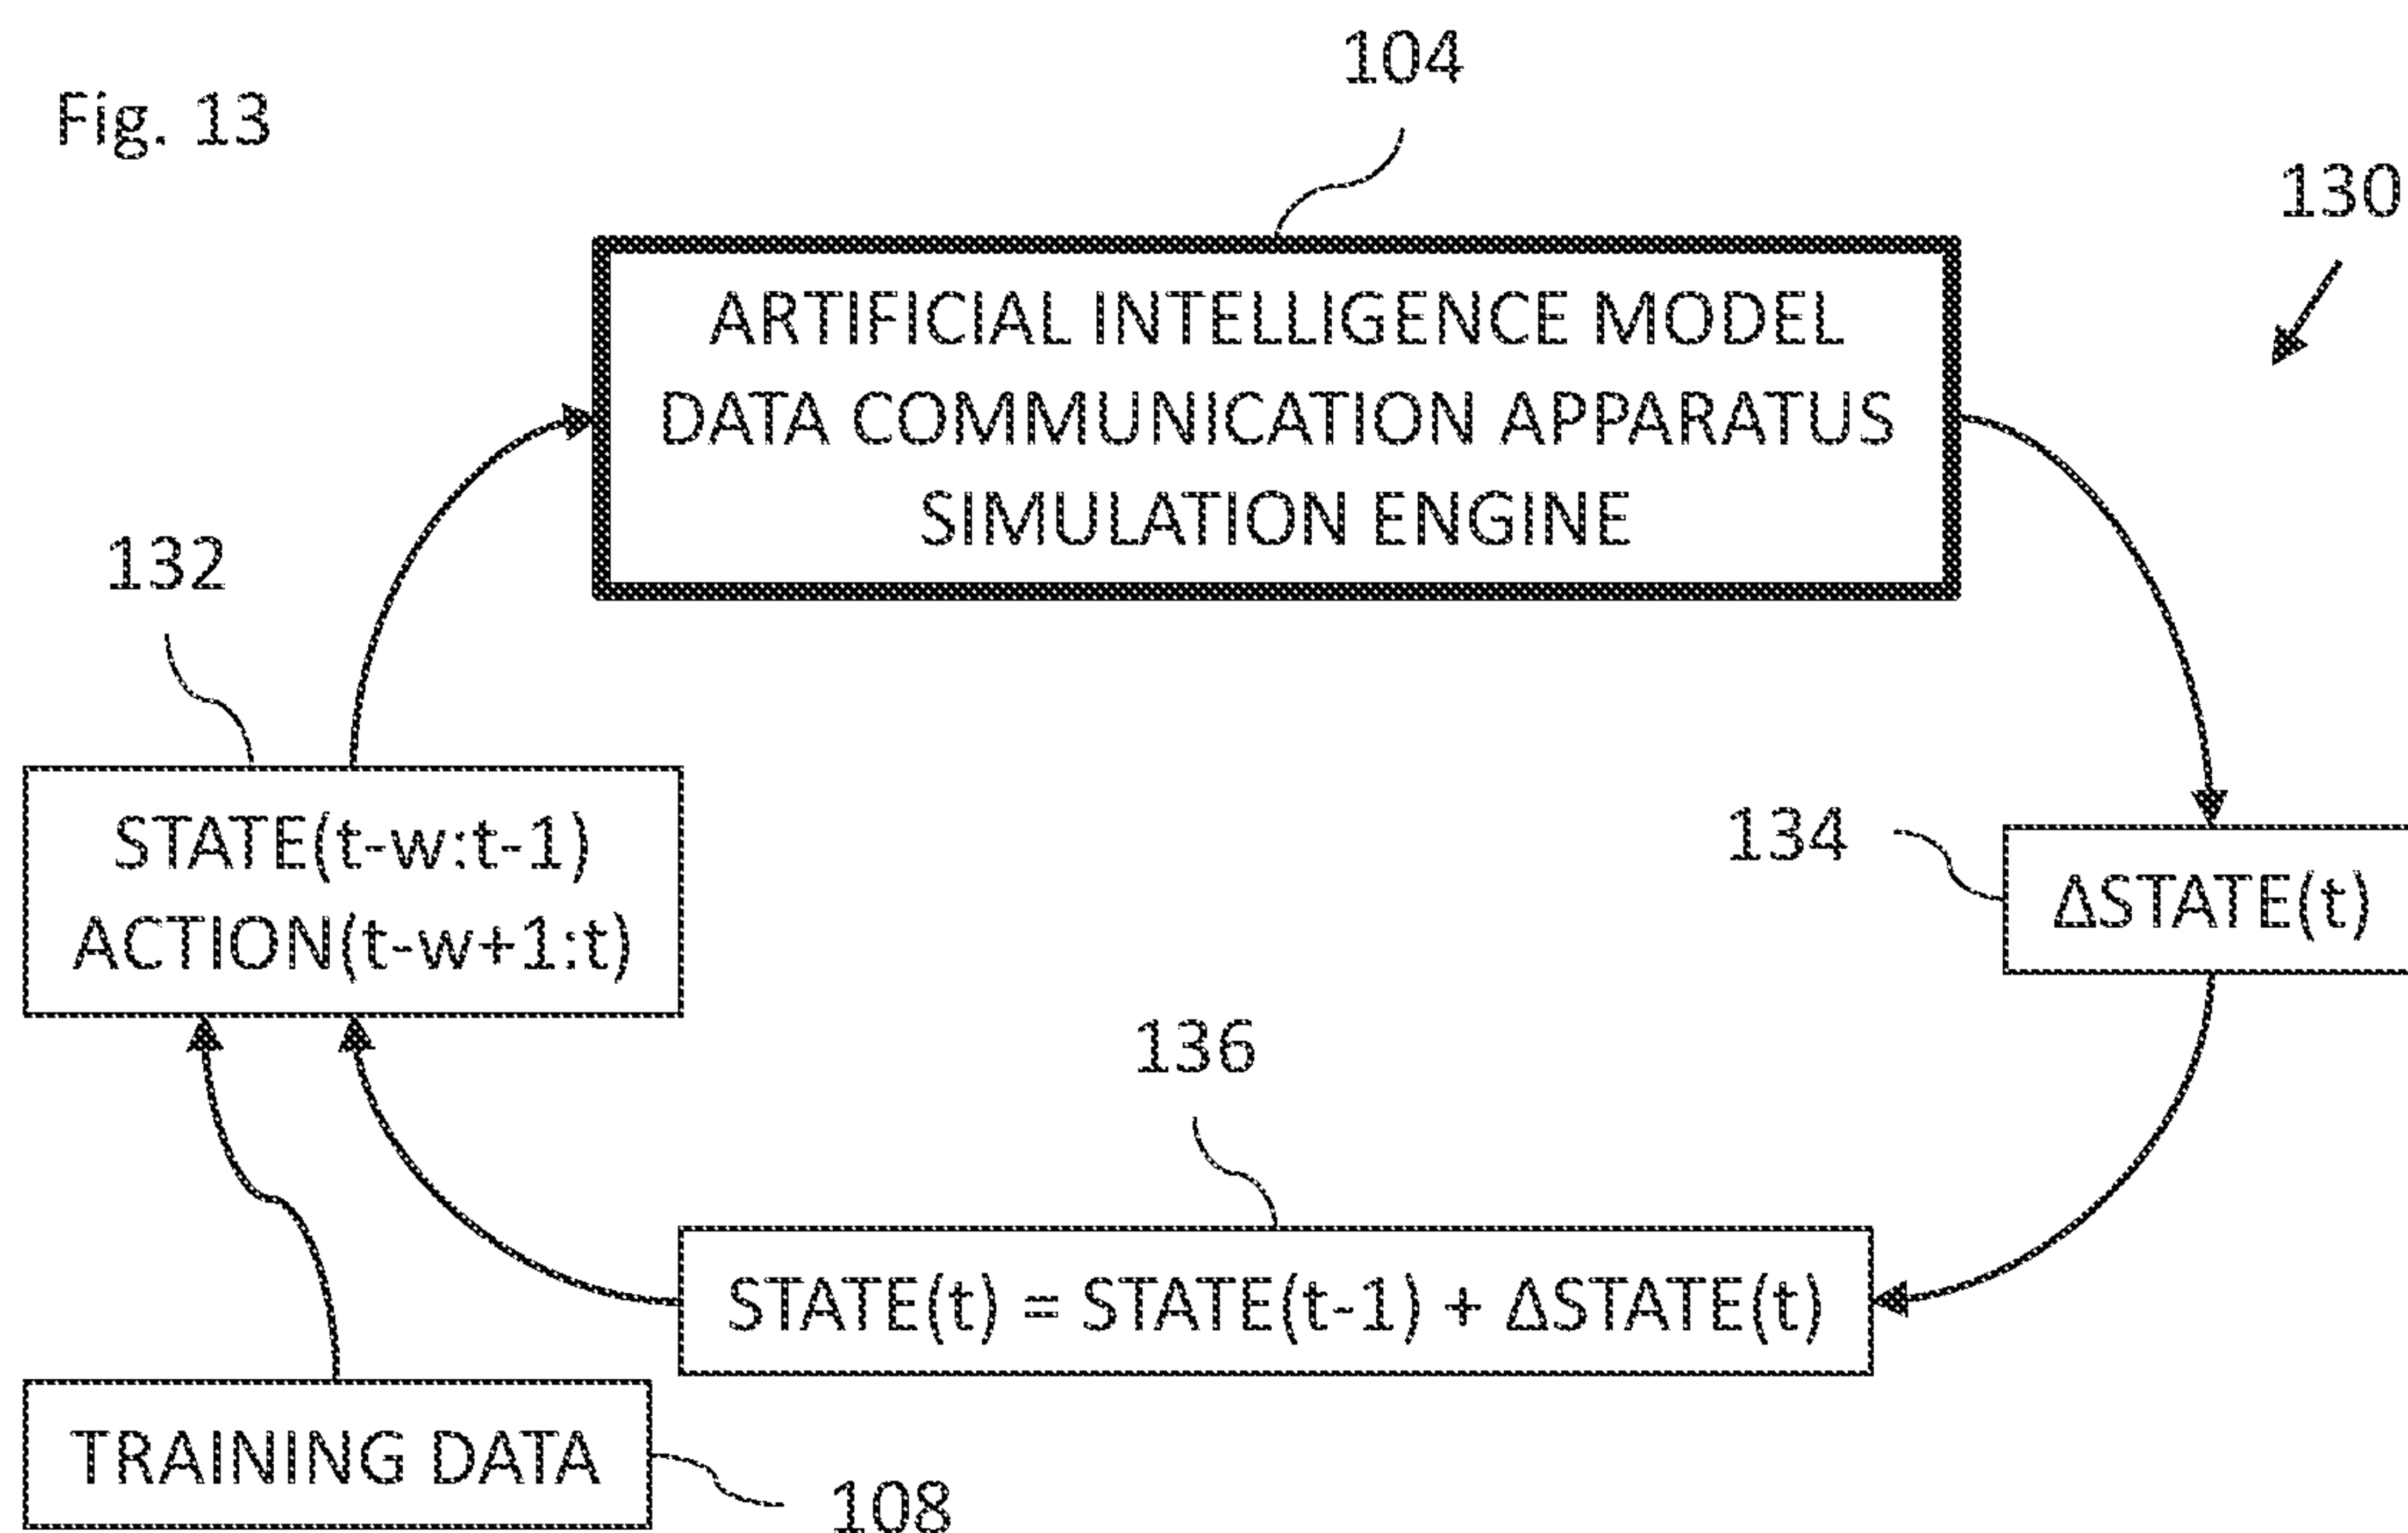 Fig. 13
104
130
ARTIFICIAL INTELLIGENCE MODEL
DATA COMMUNICATION APPARATUS
SIMULATION ENGINE
132
STATE(t-w:t-1)
ACTION(t-w+1:t)
134
ΔSTATE(t)
136
STATE(t) = STATE(t-1) + ΔSTATE(t)
TRAINING DATA
108